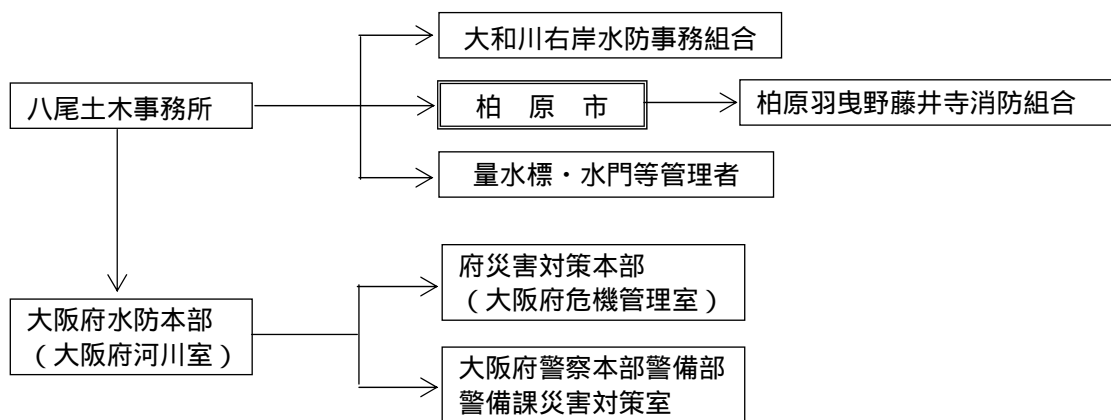 大和川右岸水防事務組合
八尾土木事務所
柏 原 市
柏原羽曳野藤井寺消防組合
量水標・水門等管理者
府災害対策本部
（大阪府危機管理室）
大阪府水防本部
（大阪府河川室）
大阪府警察本部警備部
警備課災害対策室